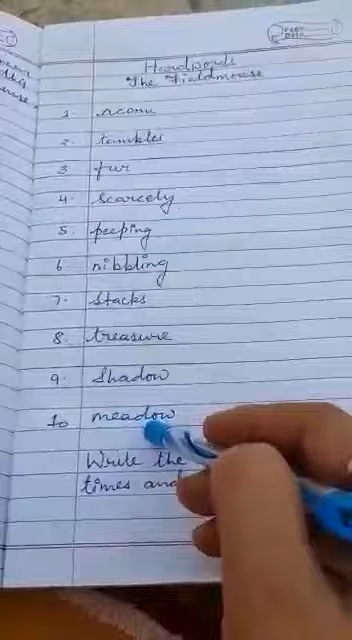 Hardwords
The Fieldmouse
1. acorn
2. tumbles
3 fur
4. scarcely
5. peeping
6. nibbling
7. stacks
8. treasure
9. Shadow
10 meadow
Write the
times and